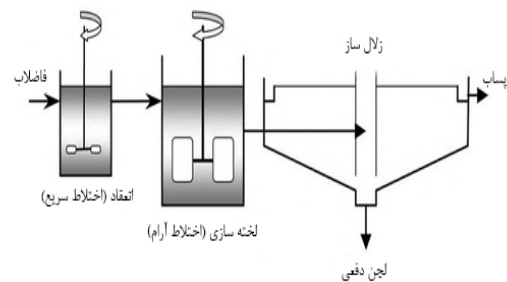 زلال ساز
فاضلاب
پساب
انعقاد (اختلاط سریع)
لخته سازی (اختلاط آرام)
لجن دفعی